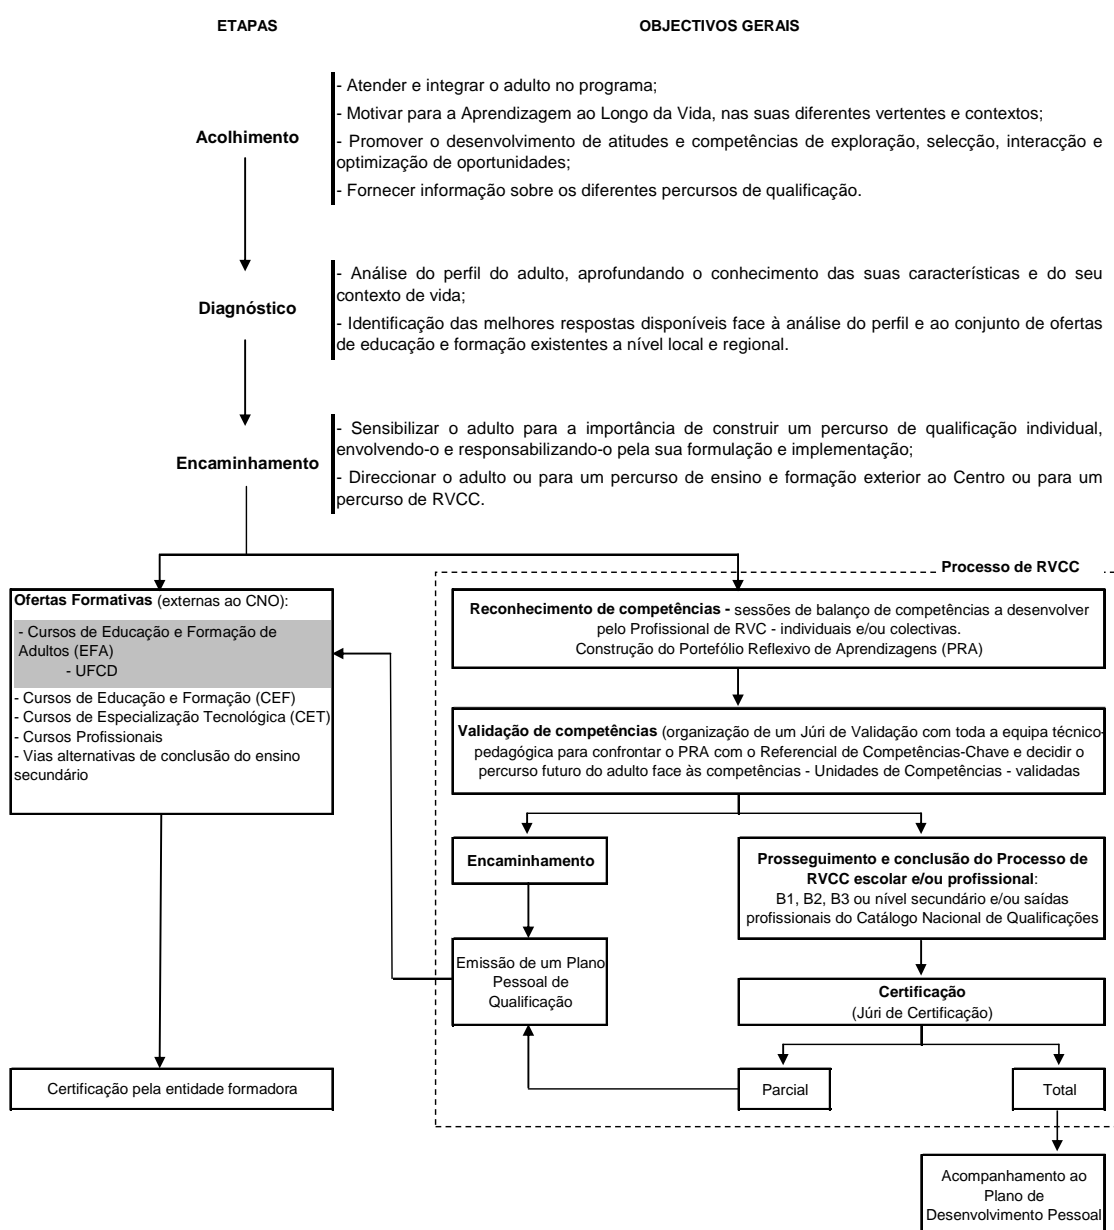 ETAPAS
OBJECTIVOS GERAIS
Acolhimento
- Atender e integrar o adulto no programa;
- Motivar para a Aprendizagem ao Longo da Vida, nas suas diferentes vertentes e contextos;
- Promover o desenvolvimento de atitudes e competências de exploração, selecção, interacção e
optimização de oportunidades;
- Fornecer informação sobre os diferentes percursos de qualificação.
Diagnóstico
- Análise do perfil do adulto, aprofundando o conhecimento das suas características e do seu
contexto de vida;
- Identificação das melhores respostas disponíveis face à análise do perfil e ao conjunto de ofertas
de educação e formação existentes a nível local e regional.
Encaminhamento
- Sensibilizar o adulto para a importância de construir um percurso de qualificação individual,
envolvendo-o e responsabilizando-o pela sua formulação e implementação;
- Direccionar o adulto ou para um percurso de ensino e formação exterior ao Centro ou para um
percurso de RVCC.
Ofertas Formativas (externas ao CNO):
- Cursos de Educação e Formação de
Adultos (EFA)
- UFCD
- Cursos de Educação e Formação (CEF)
- Cursos de Especialização Tecnológica (CET)
- Cursos Profissionais
- Vias alternativas de conclusão do ensino
secundário
Certificação pela entidade formadora
Processo de RVCC
Reconhecimento de competências - sessões de balanço de competências a desenvolver
pelo Profissional de RVC - individuais e/ou colectivas.
Construção do Portefólio Reflexivo de Aprendizagens (PRA)
Validação de competências (organização de um Júri de Validação com toda a equipa técnico-
pedagógica para confrontar o PRA com o Referencial de Competências-Chave e decidir o
percurso futuro do adulto face às competências - Unidades de Competências - validadas
Encaminhamento
Emissão de um Plano
Pessoal de
Qualificação
Prosseguimento e conclusão do Processo de
RVCC escolar e/ou profissional:
B1, B2, B3 ou nível secundário e/ou saídas
profissionais do Catálogo Nacional de Qualificações
Certificação
(Júri de Certificação)
Parcial
Total
Acompanhamento ao
Plano de
Desenvolvimento Pessoal